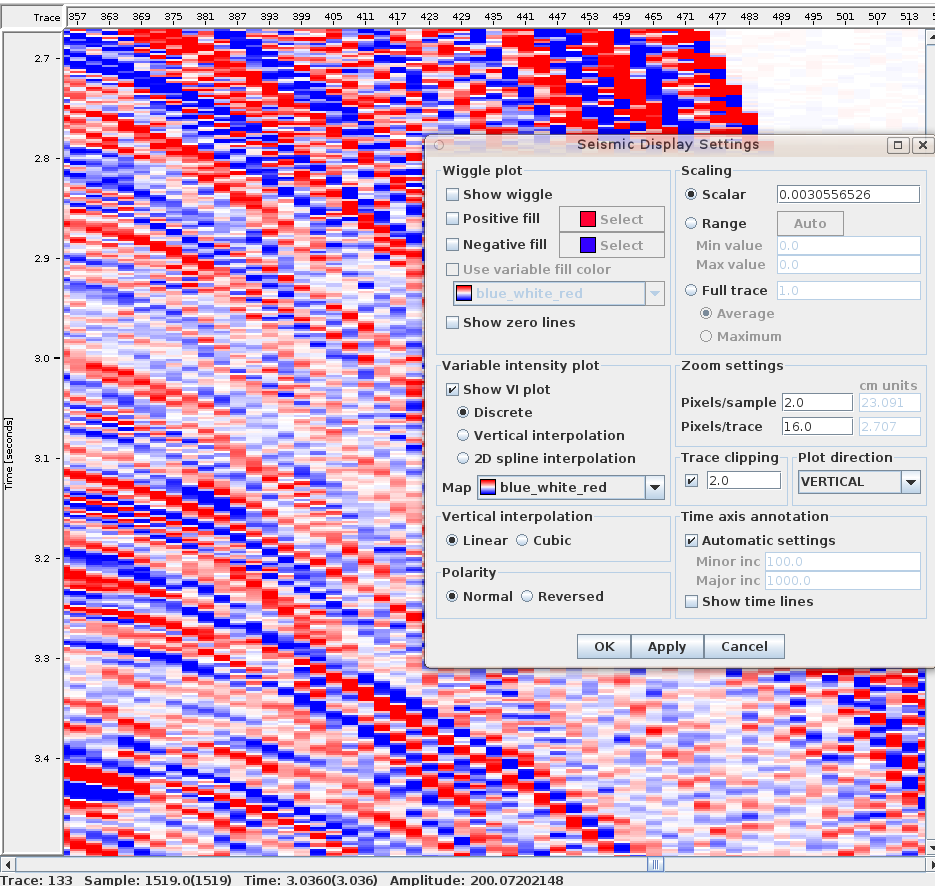 Trace 357 363 369 375 381 387 393 399 405 411 417 423 429 435 441 447 453 459 465 471 477 483 489 495 501 507 513
2.7
2.8
2.9
3.0
3.1
3.2
3.3
3.4
Time [seconds]
Seismic Display Settings
Wiggle plot
Show wiggle
Positive fill Select
Negative fill Select
Use variable fill color
blue_white_red
Show zero lines
Variable intensity plot
Show VI plot
Discrete
Vertical interpolation
2D spline interpolation
Map blue_white_red
Vertical interpolation
Linear Cubic
Polarity
Normal Reversed
Scaling
Scalar 0.0030556526
Range Auto
Min value 0.0
Max value 0.0
Full trace 1.0
Average
Maximum
Zoom settings
cm units
Pixels/sample 2.0 23.091
Pixels/trace 16.0 2.707
Trace clipping
2.0
Plot direction
VERTICAL
Time axis annotation
Automatic settings
Minor inc 100.0
Major inc 1000.0
Show time lines
OK Apply Cancel
Trace: 133 Sample: 1519.0(1519) Time: 3.0360(3.036) Amplitude: 200.07202148